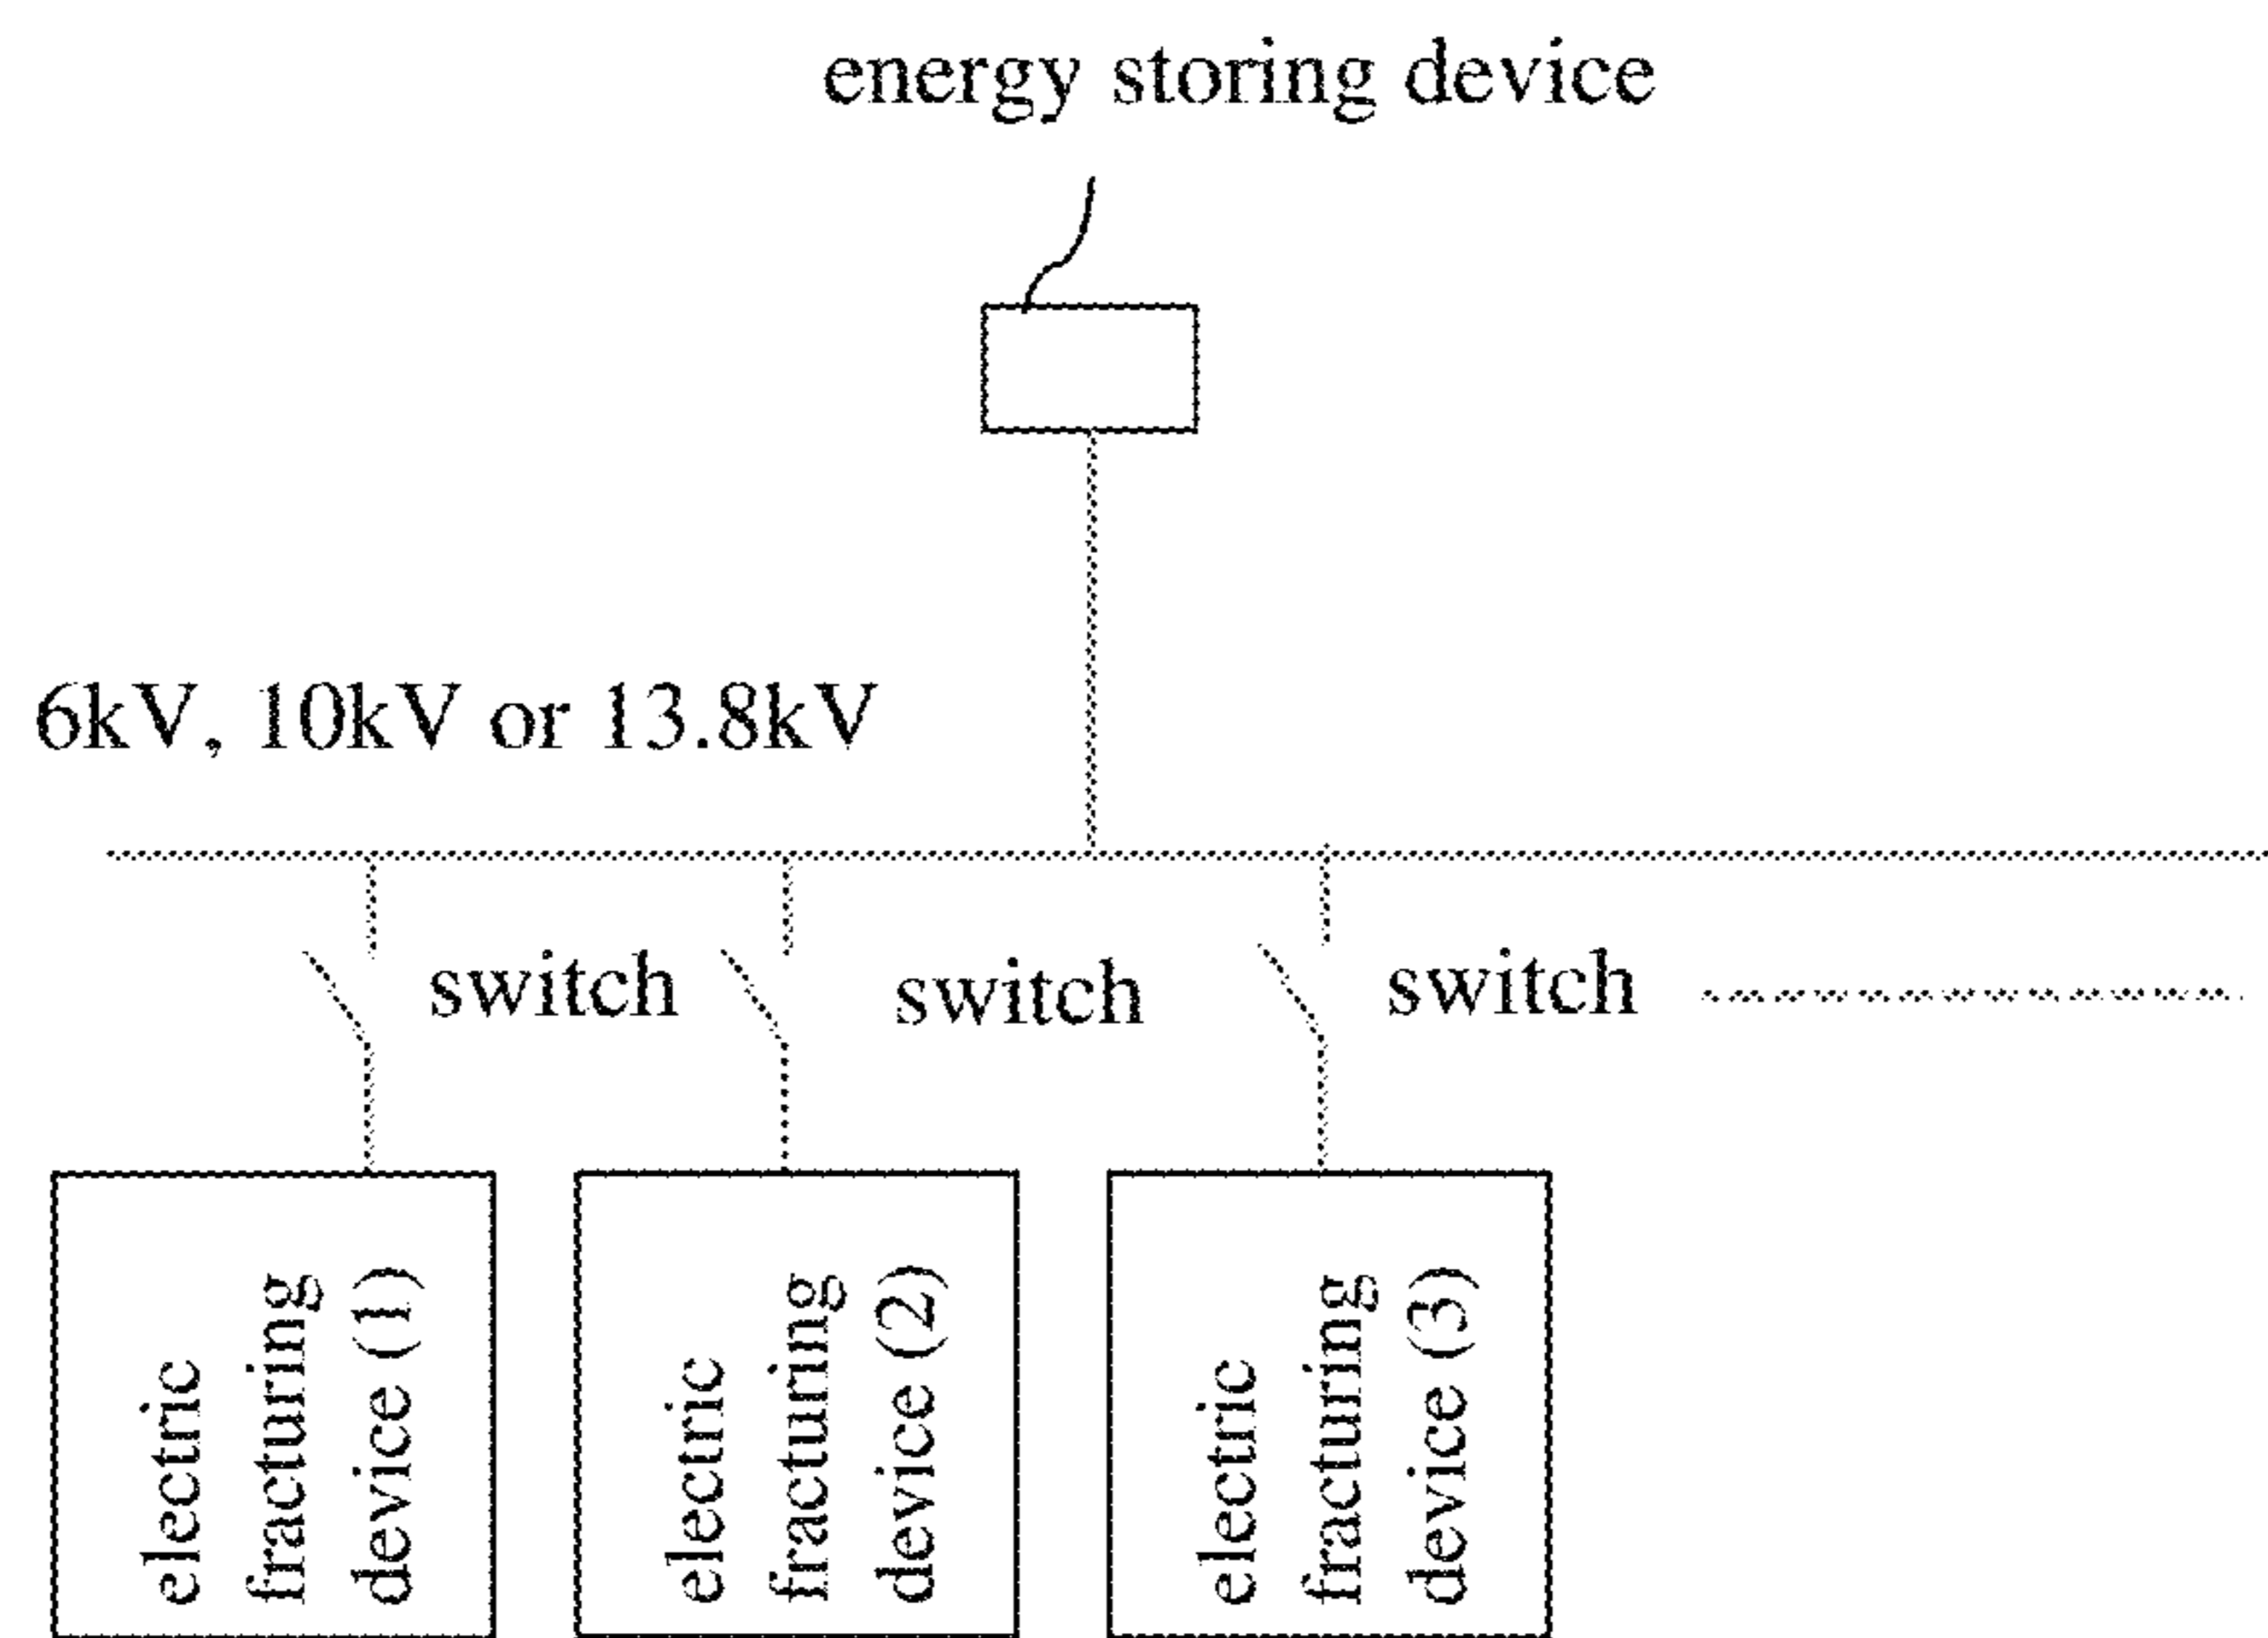 energy storing device
6kV, 10kV or 13.8kV
switch
switch
switch
electric
fracturing
device (1)
electric
fracturing
device (2)
electric
fracturing
device (3)